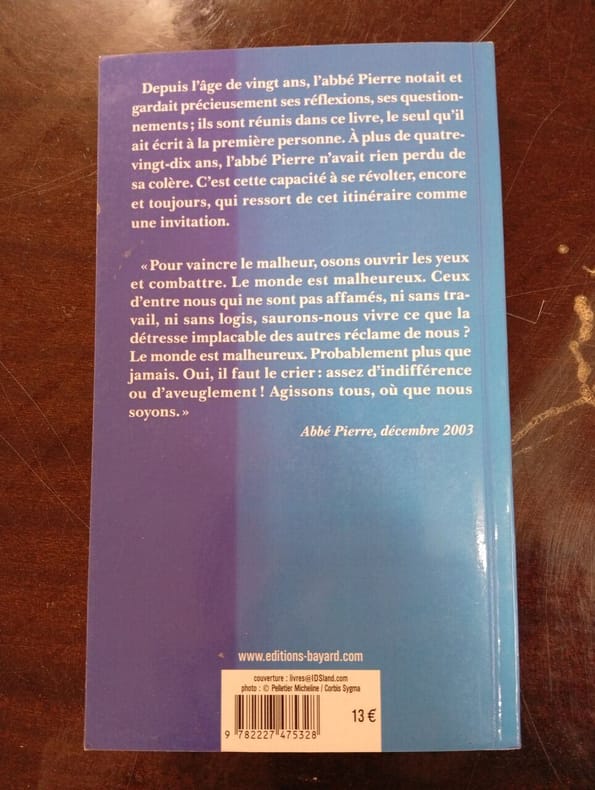 Depuis l'âge de vingt ans, l'abbé Pierre notait et
gardait précieusement ses réflexions, ses question-
nements ; ils sont réunis dans ce livre, le seul qu'il
ait écrit à la première personne. À plus de quatre-
vingt-dix ans, l'abbé Pierre n'avait rien perdu de
sa colère. C'est cette capacité à se révolter, encore
et toujours, qui ressort de cet itinéraire comme
une invitation.
« Pour vaincre le malheur, osons ouvrir les yeux
et combattre. Le monde est malheureux. Ceux
d'entre nous qui ne sont pas affamés, ni sans tra-
vail, ni sans logis, saurons-nous vivre ce que la
détresse implacable des autres réclame de nous ?
Le monde est malheureux. Probablement plus que
jamais. Oui, il faut le crier : assez d'indifférence
ou d'aveuglement ! Agissons tous, où que nous
soyons. »
Abbé Pierre, décembre 2003
www.editions-bayard.com
couverture : livres@IDSland.com
photo : © Pelletier Micheline / Corbis Sygma
13 €
9 782227 475328